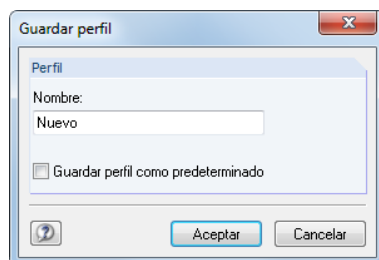 Guardar perfil
Perfil
Nombre:
Nuevo
Guardar perfil como predeterminado
Aceptar
Cancelar